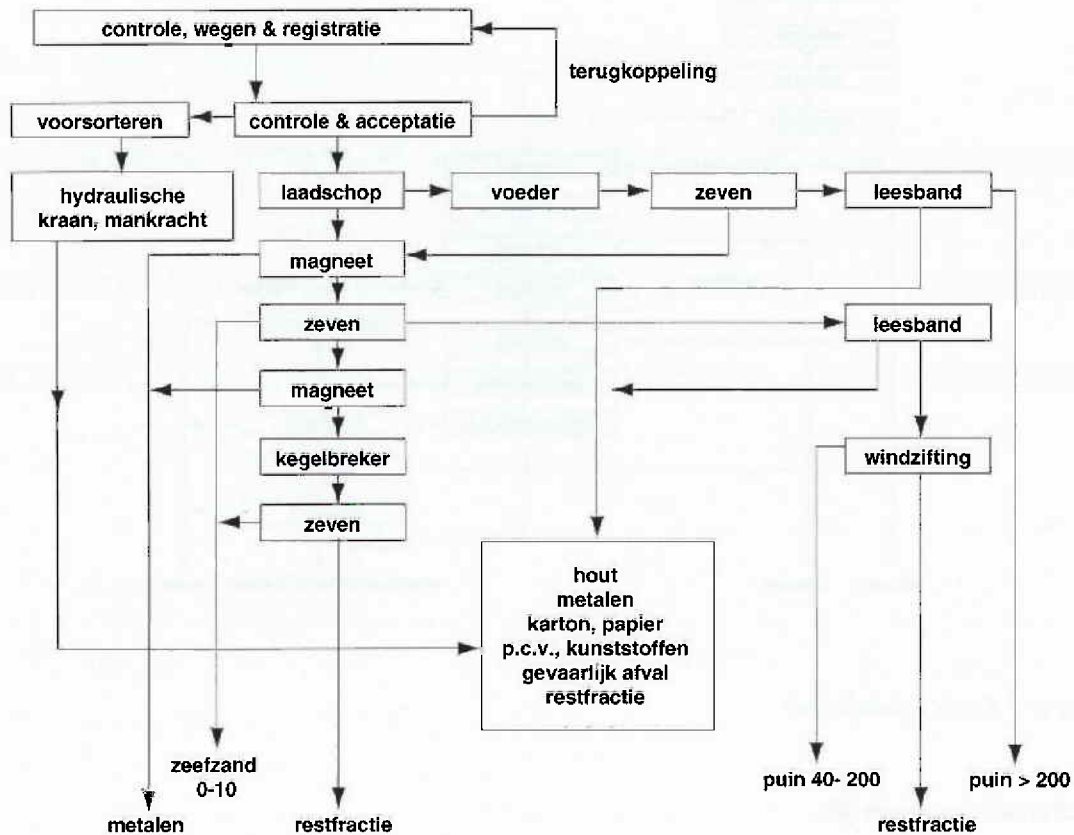 controle, wegen & registratie
terugkoppeling
voorsorteren
controle & acceptatie
hydraulische
kraan, mankracht
laadschop
voeder
zeven
leesband
magneet
zeven
leesband
magneet
kegelbreker
windzifting
zeven
hout
metalen
karton, papier
p.c.v., kunststoffen
gevaarlijk afval
restfractie
zeefzand
0-10
puin 40- 200
puin > 200
metalen
restfractie
restfractie